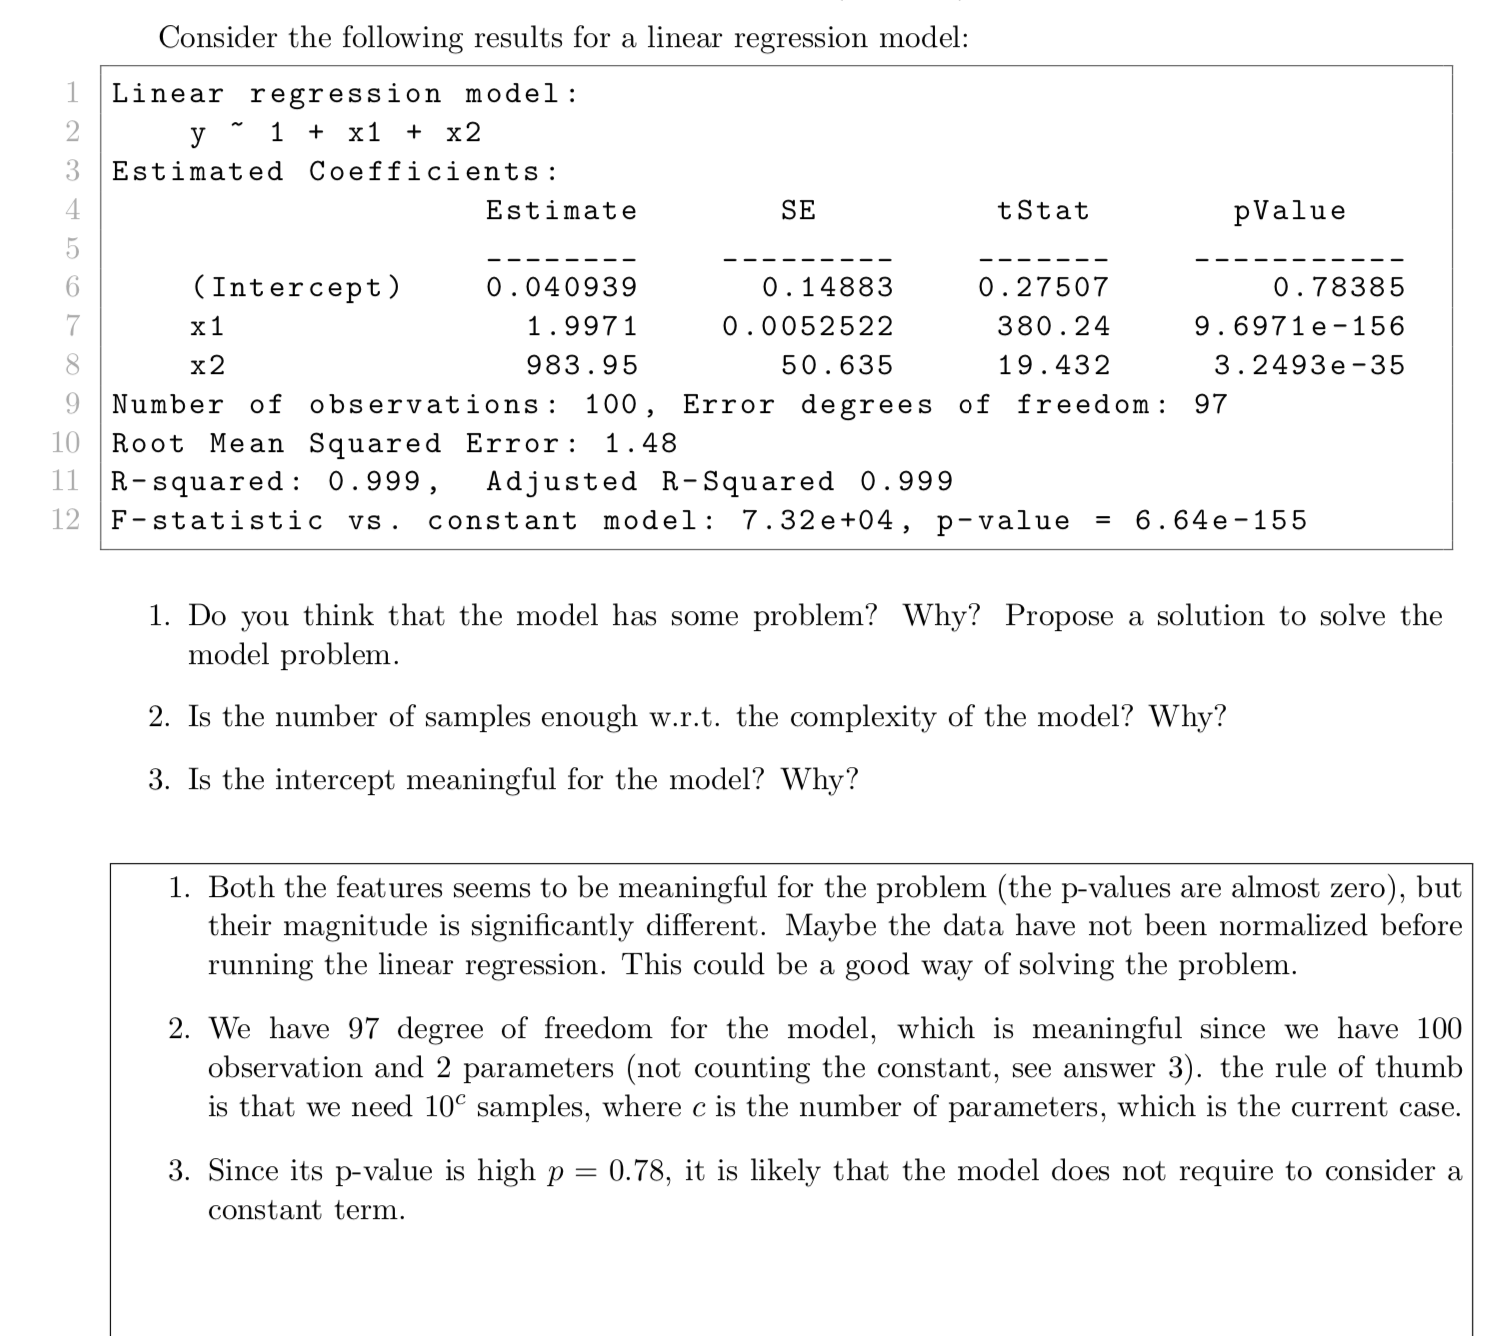 Consider the following results for a linear regression model:
1 Linear regression model:
2 y ~ 1 + x1 + x2
3 Estimated Coefficients:
4 Estimate SE tStat pValue
5 -------- --------- ------- -----------
6 (Intercept) 0.040939 0.14883 0.27507 0.78385
7 x1 1.9971 0.0052522 380.24 9.6971e-156
8 x2 983.95 50.635 19.432 3.2493e-35
9 Number of observations: 100, Error degrees of freedom: 97
10 Root Mean Squared Error: 1.48
11 R-squared: 0.999, Adjusted R-Squared 0.999
12 F-statistic vs. constant model: 7.32e+04, p-value = 6.64e-155
1. Do you think that the model has some problem? Why? Propose a solution to solve the
model problem.
2. Is the number of samples enough w.r.t. the complexity of the model? Why?
3. Is the intercept meaningful for the model? Why?
1. Both the features seems to be meaningful for the problem (the p-values are almost zero), but
their magnitude is significantly different. Maybe the data have not been normalized before
running the linear regression. This could be a good way of solving the problem.
2. We have 97 degree of freedom for the model, which is meaningful since we have 100
observation and 2 parameters (not counting the constant, see answer 3). the rule of thumb
is that we need 10^c samples, where c is the number of parameters, which is the current case.
3. Since its p-value is high p = 0.78, it is likely that the model does not require to consider a
constant term.